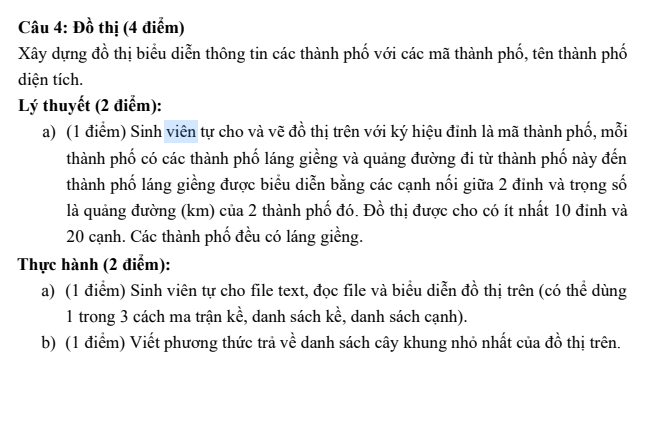 Câu 4: Đồ thị (4 điểm)
Xây dựng đồ thị biểu diễn thông tin các thành phố với các mã thành phố, tên thành phố
diện tích.
Lý thuyết (2 điểm):
a) (1 điểm) Sinh viên tự cho và vẽ đồ thị trên với ký hiệu đỉnh là mã thành phố, mỗi
thành phố có các thành phố láng giềng và quảng đường đi từ thành phố này đến
thành phố láng giềng được biểu diễn bằng các cạnh nối giữa 2 đỉnh và trọng số
là quảng đường (km) của 2 thành phố đó. Đồ thị được cho có ít nhất 10 đỉnh và
20 cạnh. Các thành phố đều có láng giềng.
Thực hành (2 điểm):
a) (1 điểm) Sinh viên tự cho file text, đọc file và biểu diễn đồ thị trên (có thể dùng
1 trong 3 cách ma trận kề, danh sách kề, danh sách cạnh).
b) (1 điểm) Viết phương thức trả về danh sách cây khung nhỏ nhất của đồ thị trên.